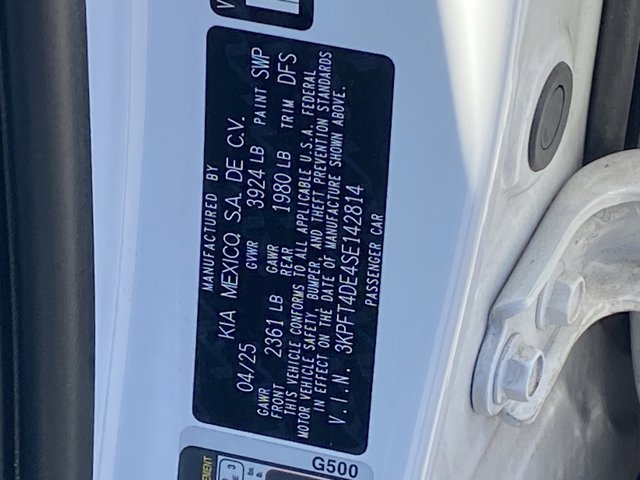 MANUFACTURED BY
KIA MEXICO, S.A. DE C.V.
04/25 GVWR 3924 LB PAINT SWP
GAWR FRONT 2361 LB GAWR REAR 1980 LB TRIM DFS
THIS VEHICLE CONFORMS TO ALL APPLICABLE U.S.A. FEDERAL
MOTOR VEHICLE SAFETY, BUMPER, AND THEFT PREVENTION STANDARDS
IN EFFECT ON THE DATE OF MANUFACTURE SHOWN ABOVE.
V.I.N. 3KPFT4DE4SE142814
PASSENGER CAR
G500